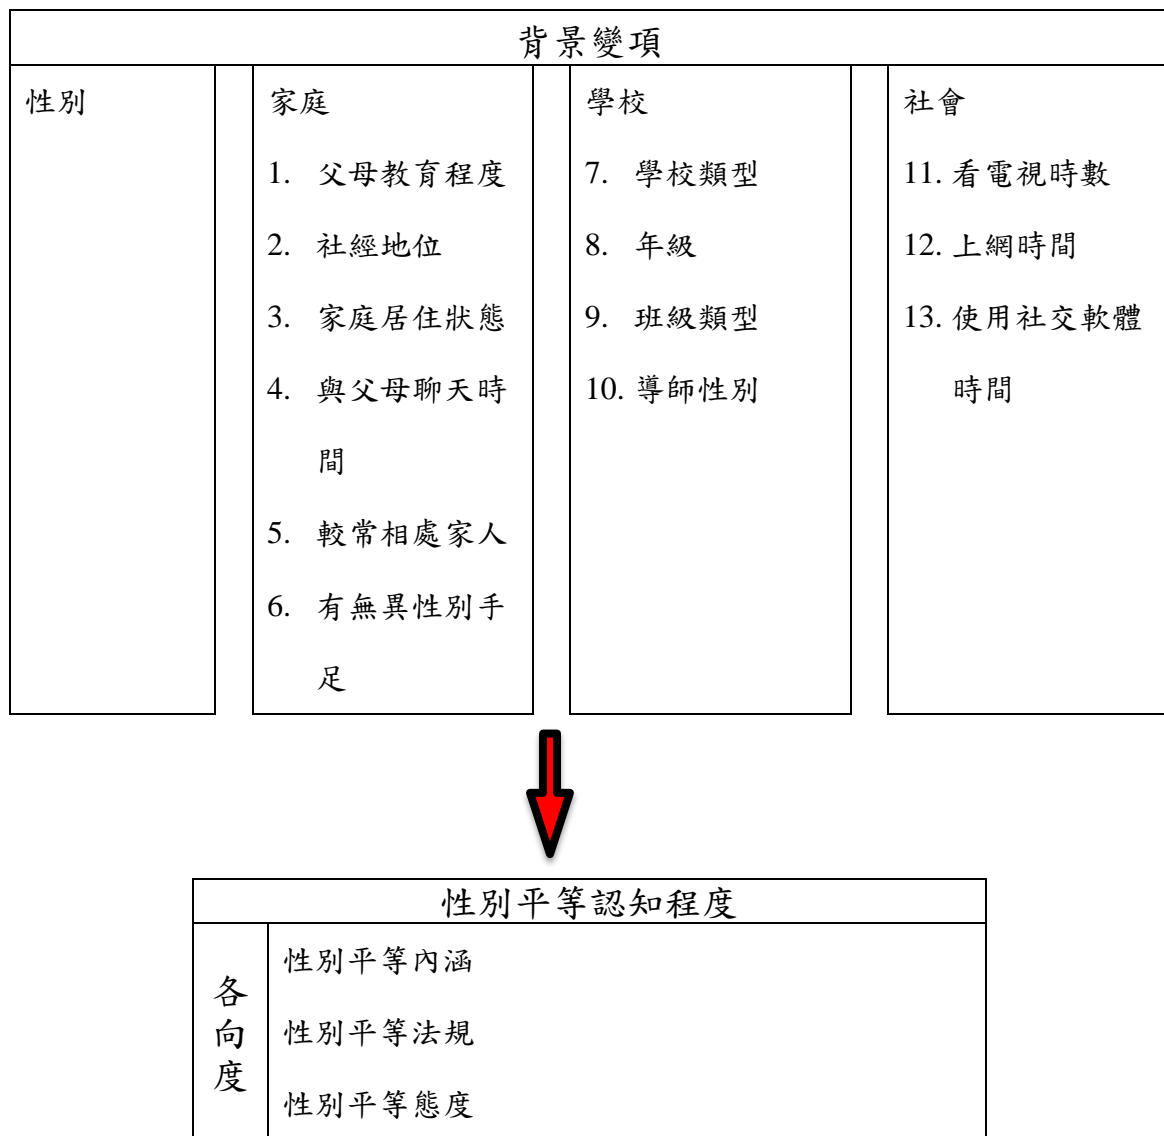 背景變項
性別
家庭
1. 父母教育程度
2. 社經地位
3. 家庭居住狀態
4. 與父母聊天時
間
5. 較常相處家人
6. 有無異性別手
足
學校
7. 學校類型
8. 年級
9. 班級類型
10. 導師性別
社會
11. 看電視時數
12. 上網時間
13. 使用社交軟體
時間
性別平等認知程度
各
向
度
性別平等內涵
性別平等法規
性別平等態度